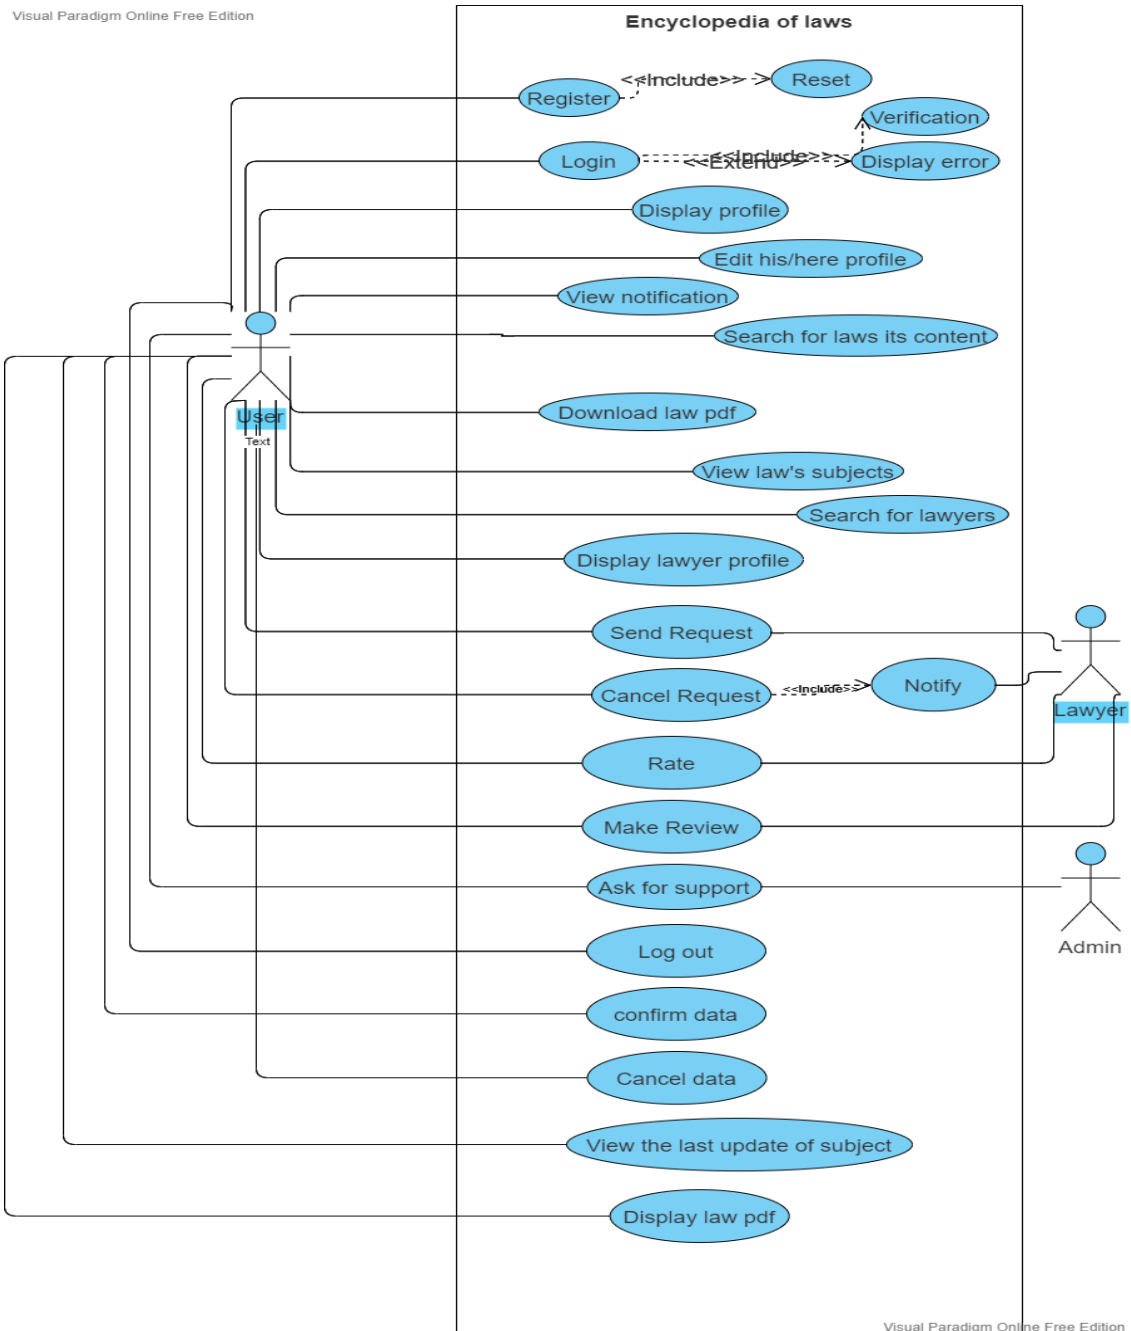 Visual Paradigm Online Free Edition
Encyclopedia of laws
Register
<<Include>>
Reset
Verification
Login
<<Include>>
<<Extend>>
Display error
Display profile
Edit his/here profile
View notification
Search for laws its content
User
Text
Download law pdf
View law's subjects
Search for lawyers
Display lawyer profile
Send Request
Cancel Request
<<Include>>
Notify
Lawyer
Rate
Make Review
Ask for support
Admin
Log out
confirm data
Cancel data
View the last update of subject
Display law pdf
Visual Paradigm Online Free Edition